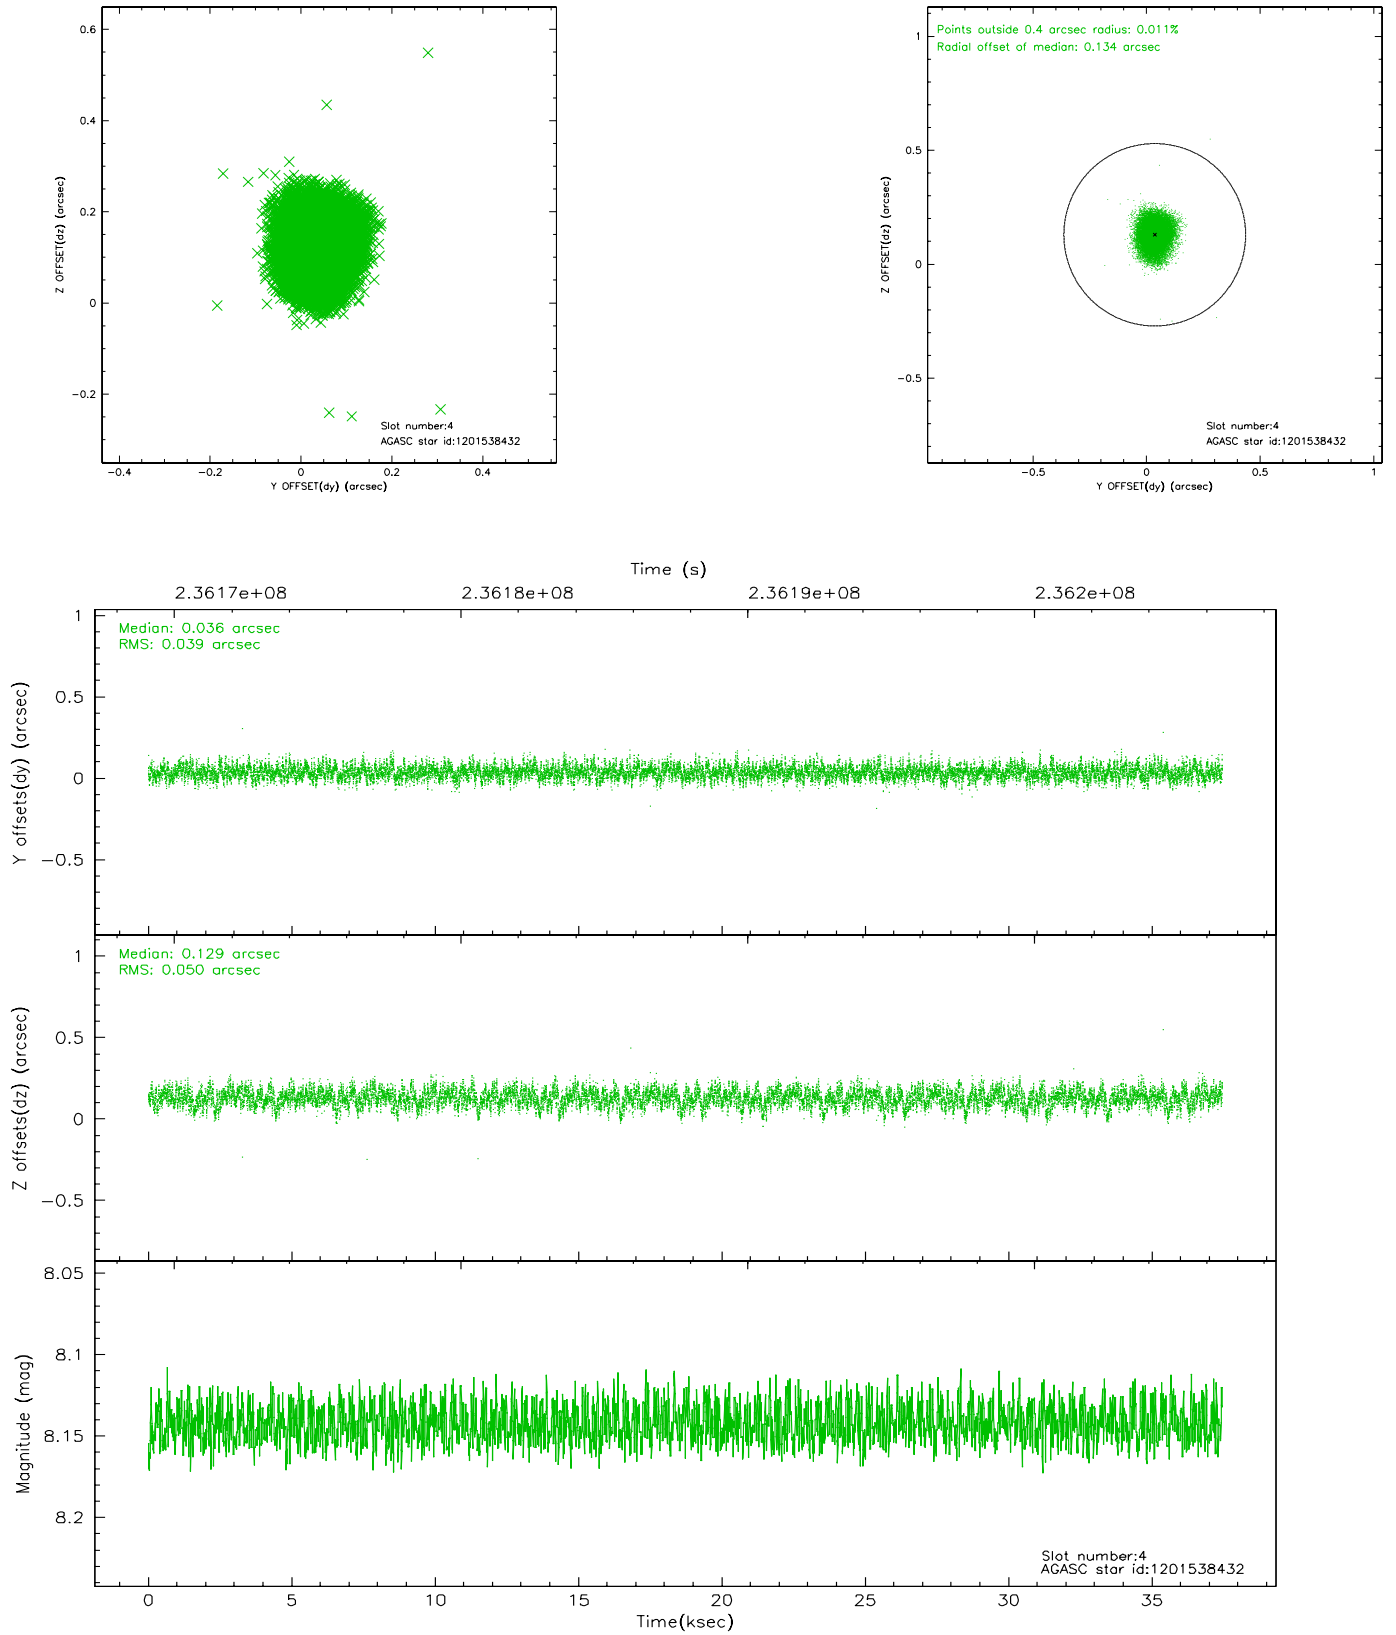 0.6
0.4
0.2
0
−0.2
Z OFFSET(dz) (arcsec)
−0.4
−0.2
0
0.2
0.4
Y OFFSET(dy) (arcsec)
Slot number:4
AGASC star id:1201538432
Points outside 0.4 arcsec radius: 0.011%
Radial offset of median: 0.134 arcsec
1
0.5
0
−0.5
Z OFFSET(dz) (arcsec)
−0.5
0
0.5
1
Y OFFSET(dy) (arcsec)
Slot number:4
AGASC star id:1201538432
Time (s)
2.3617e+08
2.3618e+08
2.3619e+08
2.362e+08
Median: 0.036 arcsec
RMS: 0.039 arcsec
1
0.5
0
−0.5
Y offsets(dy) (arcsec)
Median: 0.129 arcsec
RMS: 0.050 arcsec
1
0.5
0
−0.5
Z offsets(dz) (arcsec)
8.05
8.1
8.15
8.2
Magnitude (mag)
Slot number:4
AGASC star id:1201538432
0
5
10
15
20
25
30
35
Time(ksec)